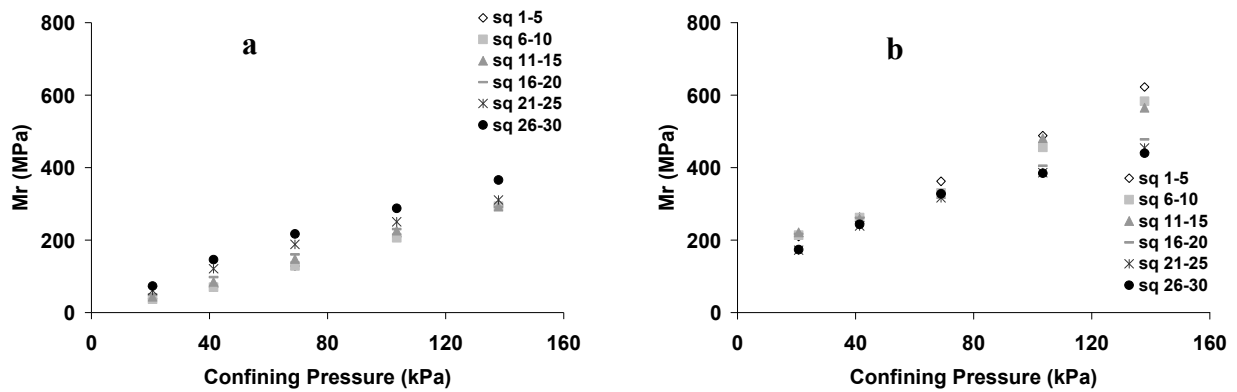 a
Mr (MPa)
800
600
400
200
0
0 40 80 120 160
Confining Pressure (kPa)
sq 1-5
sq 6-10
sq 11-15
sq 16-20
sq 21-25
sq 26-30
b
Mr (MPa)
800
600
400
200
0
0 40 80 120 160
Confining Pressure (kPa)
sq 1-5
sq 6-10
sq 11-15
sq 16-20
sq 21-25
sq 26-30